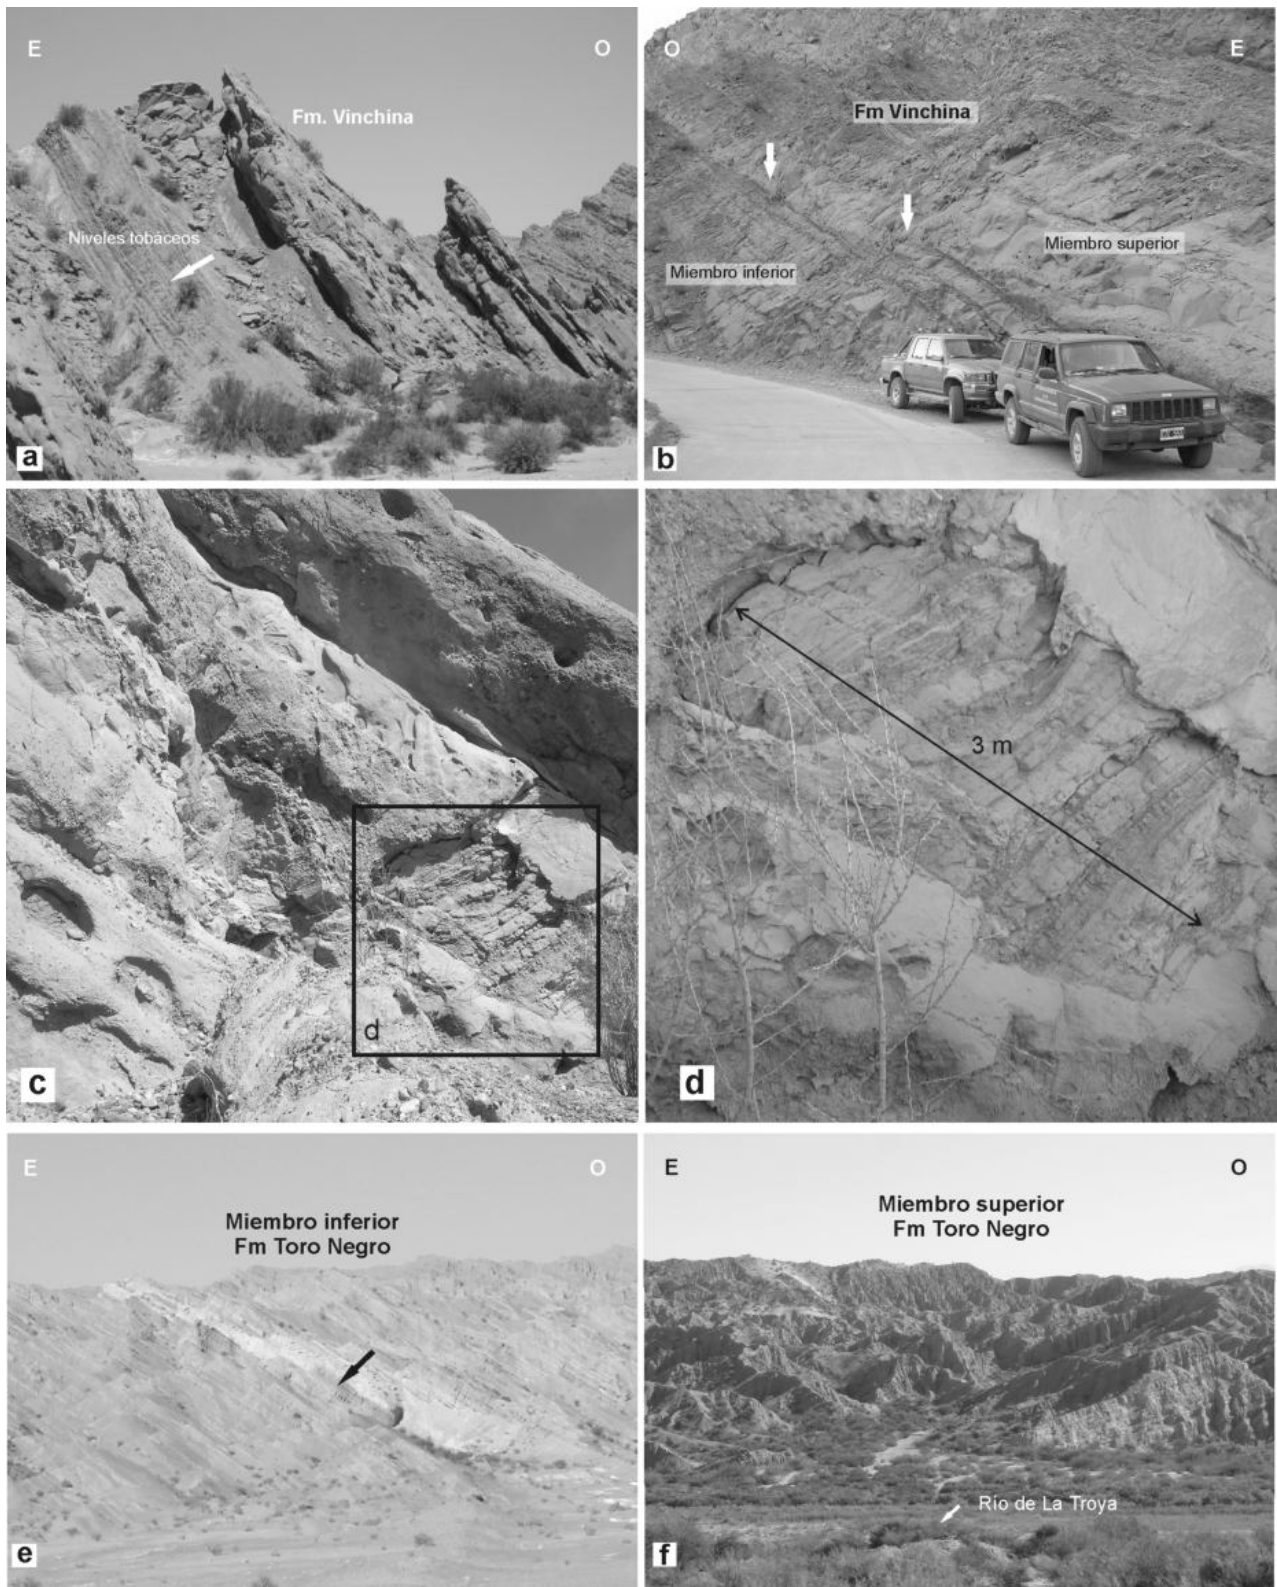 E
O
Fm. Vinchina
Niveles tobáceos
a
O
E
Fm Vinchina
Miembro inferior
Miembro superior
b
d
c
3 m
d
E
O
Miembro inferior
Fm Toro Negro
e
E
O
Miembro superior
Fm Toro Negro
Río de La Troya
f